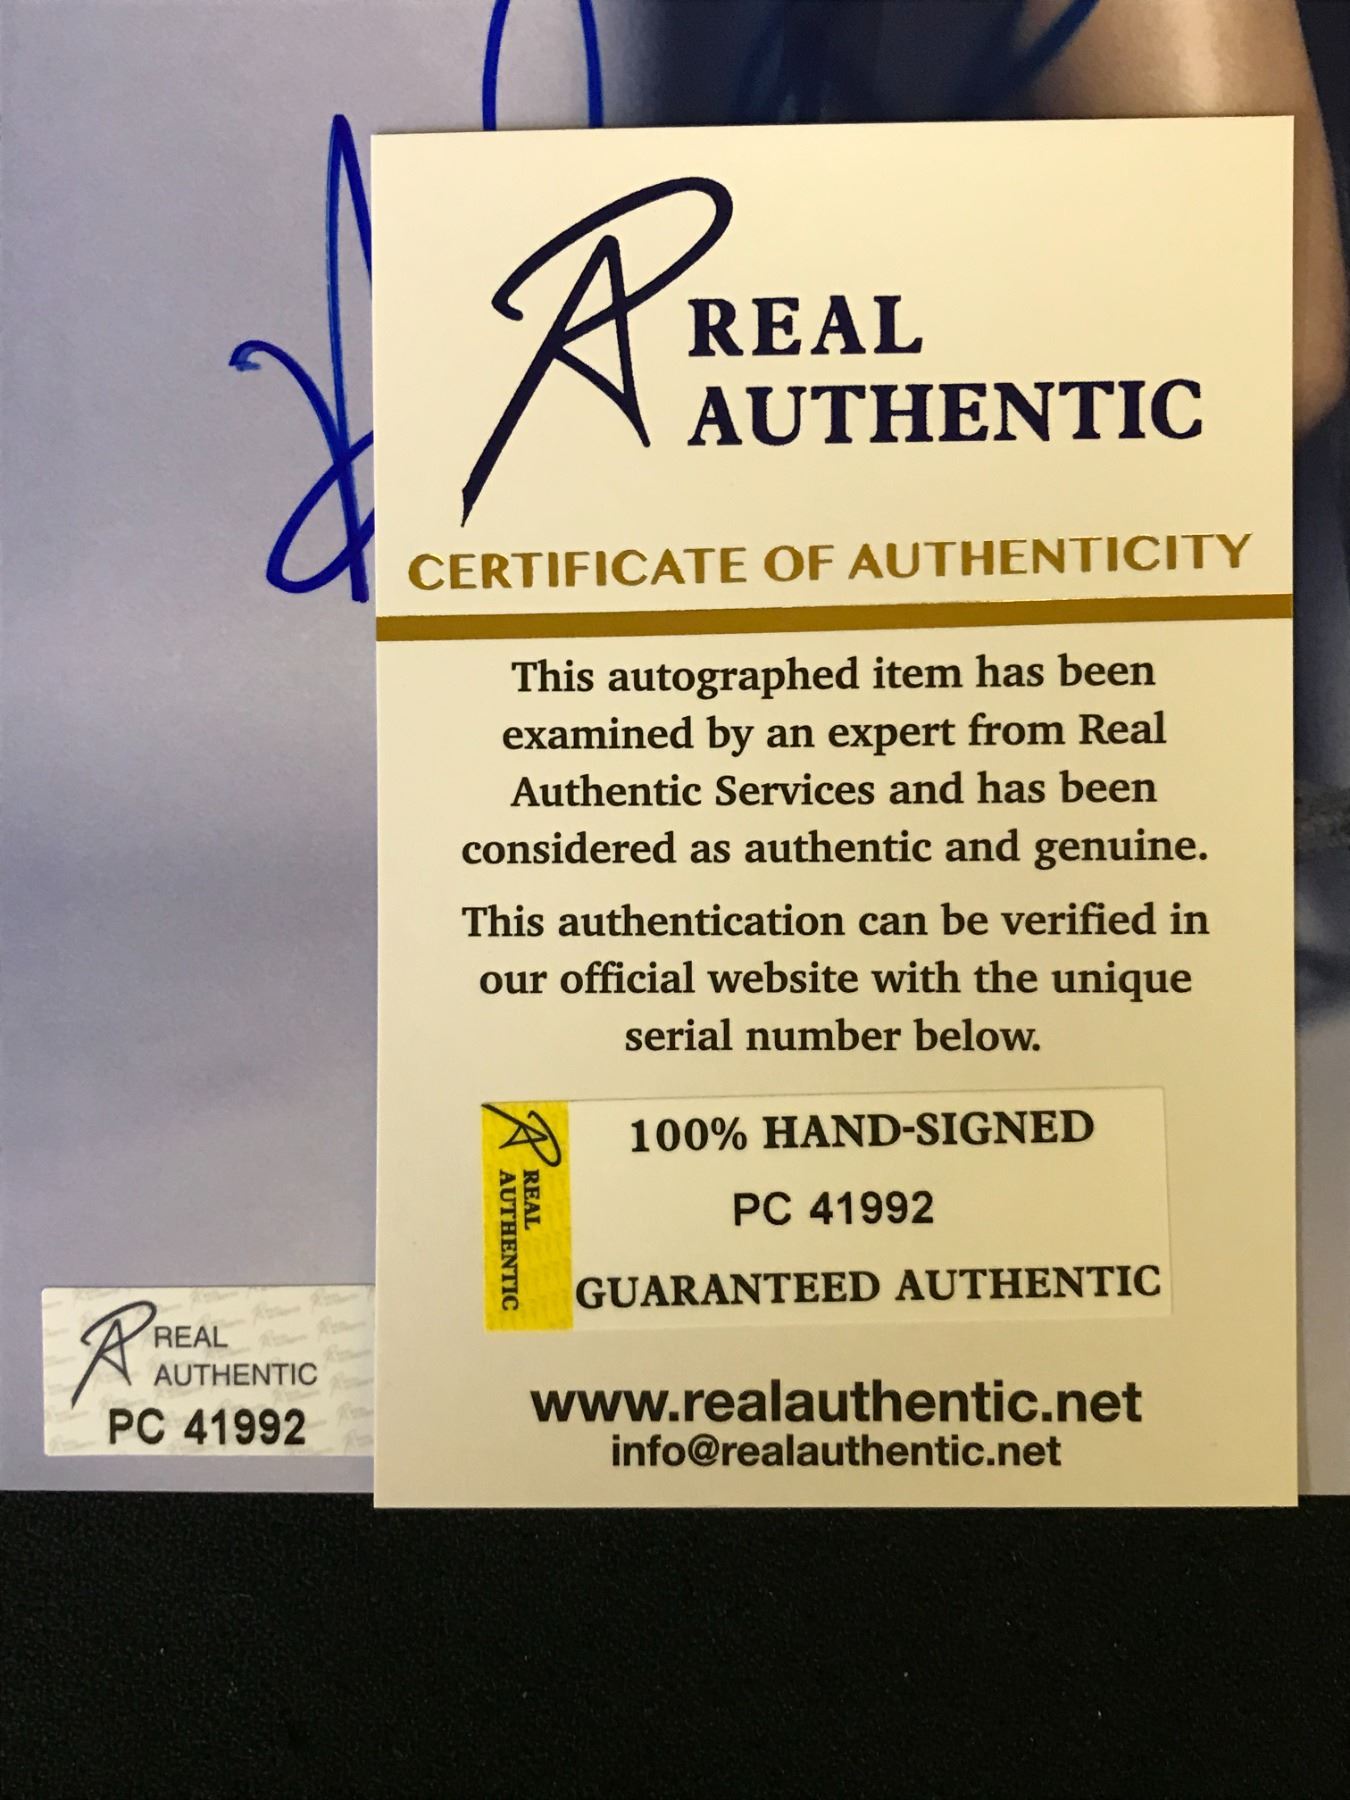 REAL
AUTHENTIC
CERTIFICATE OF AUTHENTICITY
This autographed item has been
examined by an expert from Real
Authentic Services and has been
considered as authentic and genuine.
This authentication can be verified in
our official website with the unique
serial number below.
REAL
AUTHENTIC
100% HAND-SIGNED
PC 41992
GUARANTEED AUTHENTIC
www.realauthentic.net
info@realauthentic.net
REAL
AUTHENTIC
PC 41992